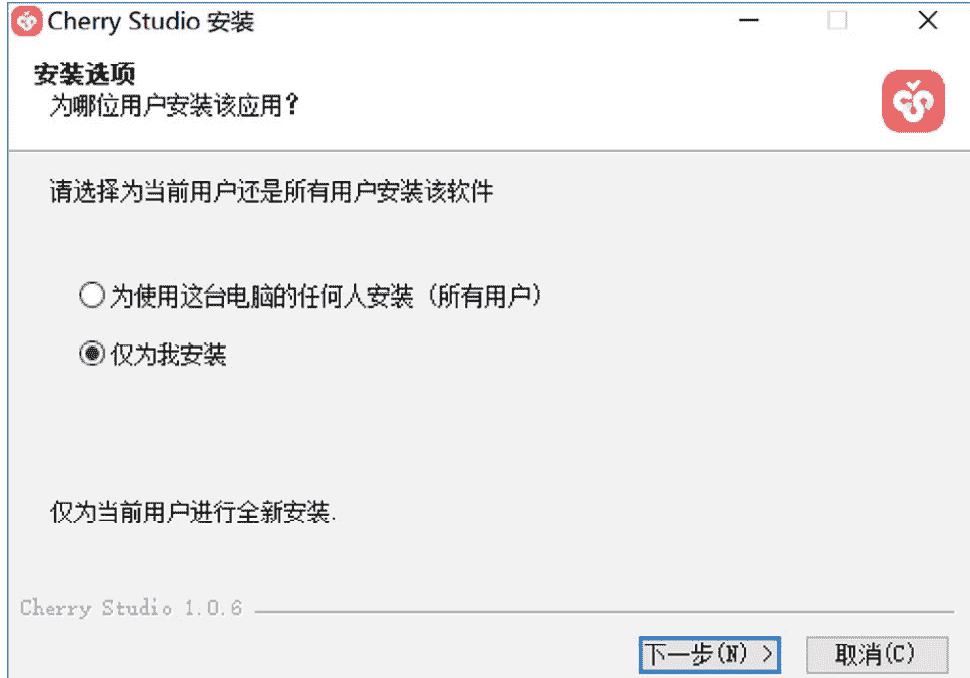 Cherry Studio 安装
安装选项
为哪位用户安装该应用？
请选择为当前用户还是所有用户安装该软件
为使用这台电脑的任何人安装（所有用户）
仅为我安装
仅为当前用户进行全新安装.
Cherry Studio 1.0.6
下一步(N) >
取消(C)